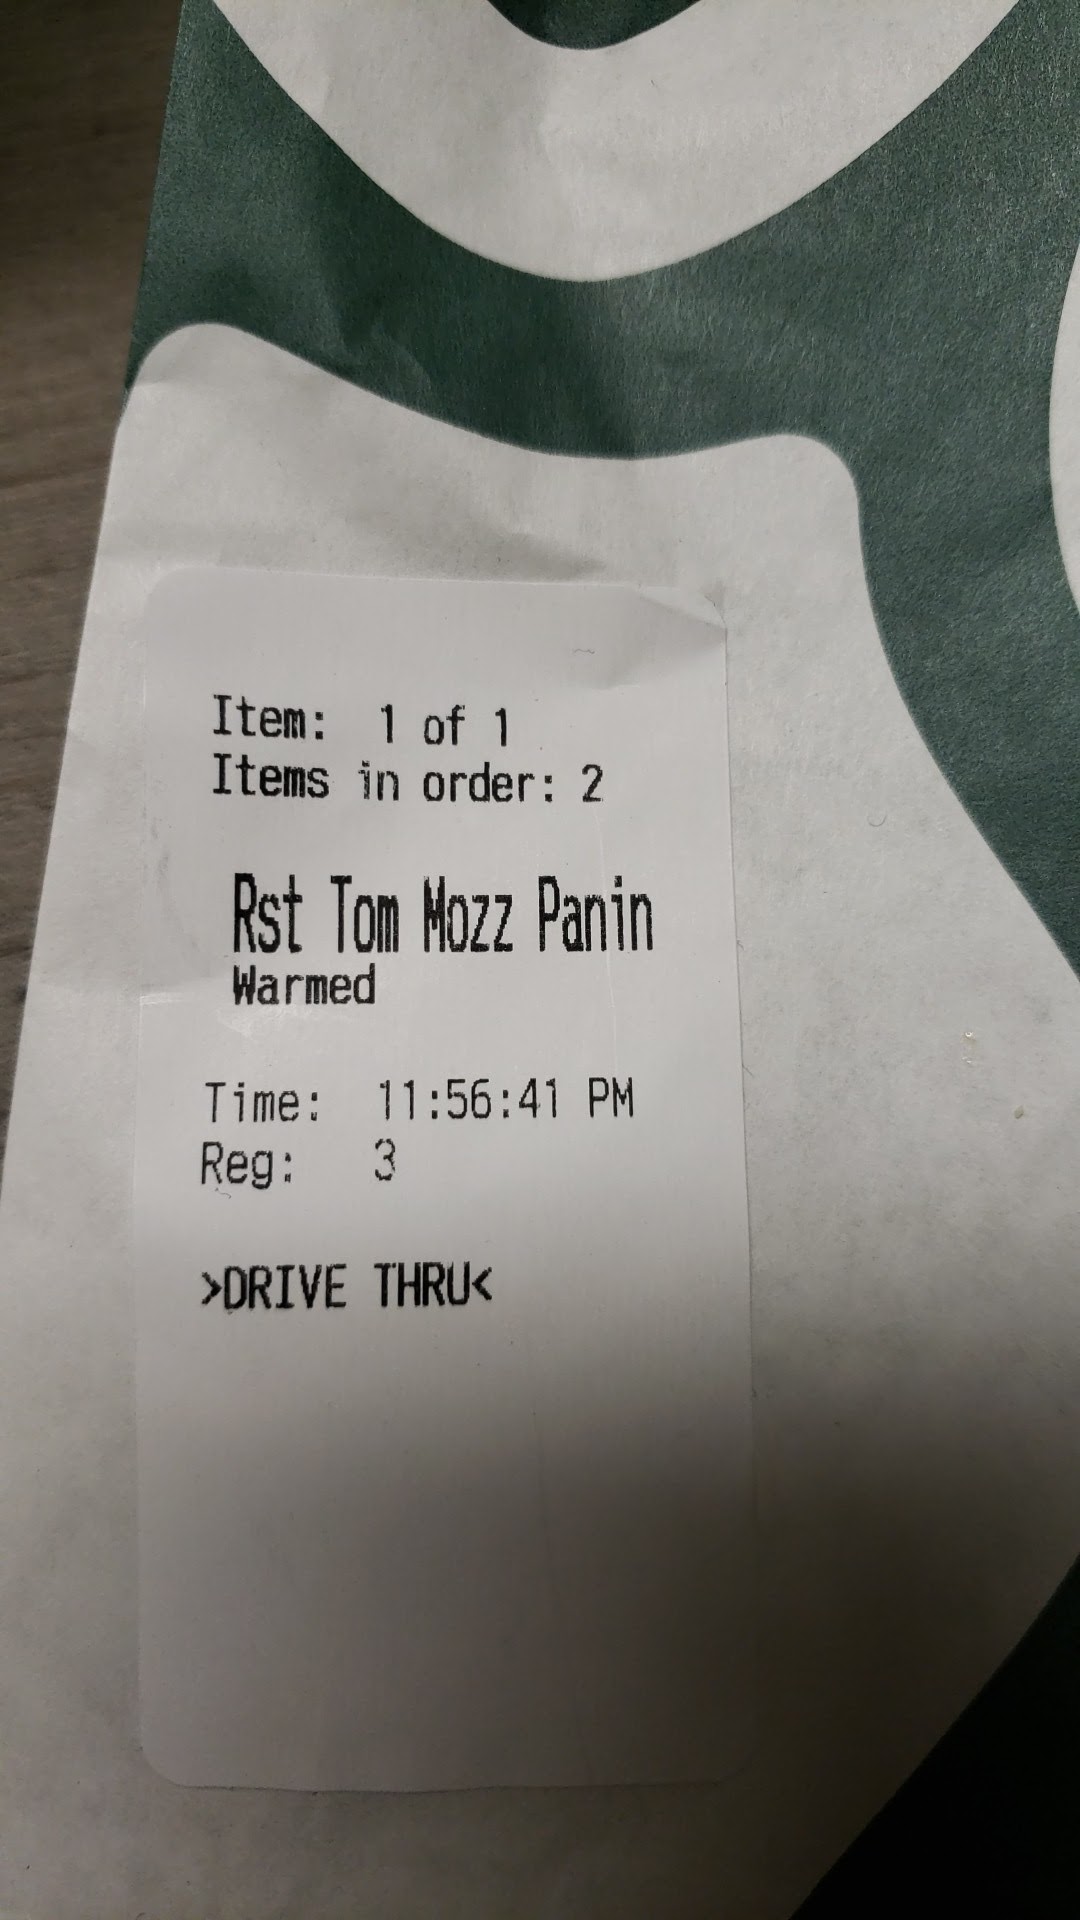 Item: 1 of 1
Items in order: 2
Rst Tom Mozz Panin
Warmed
Time: 11:56:41 PM
Reg: 3
>DRIVE THRU<